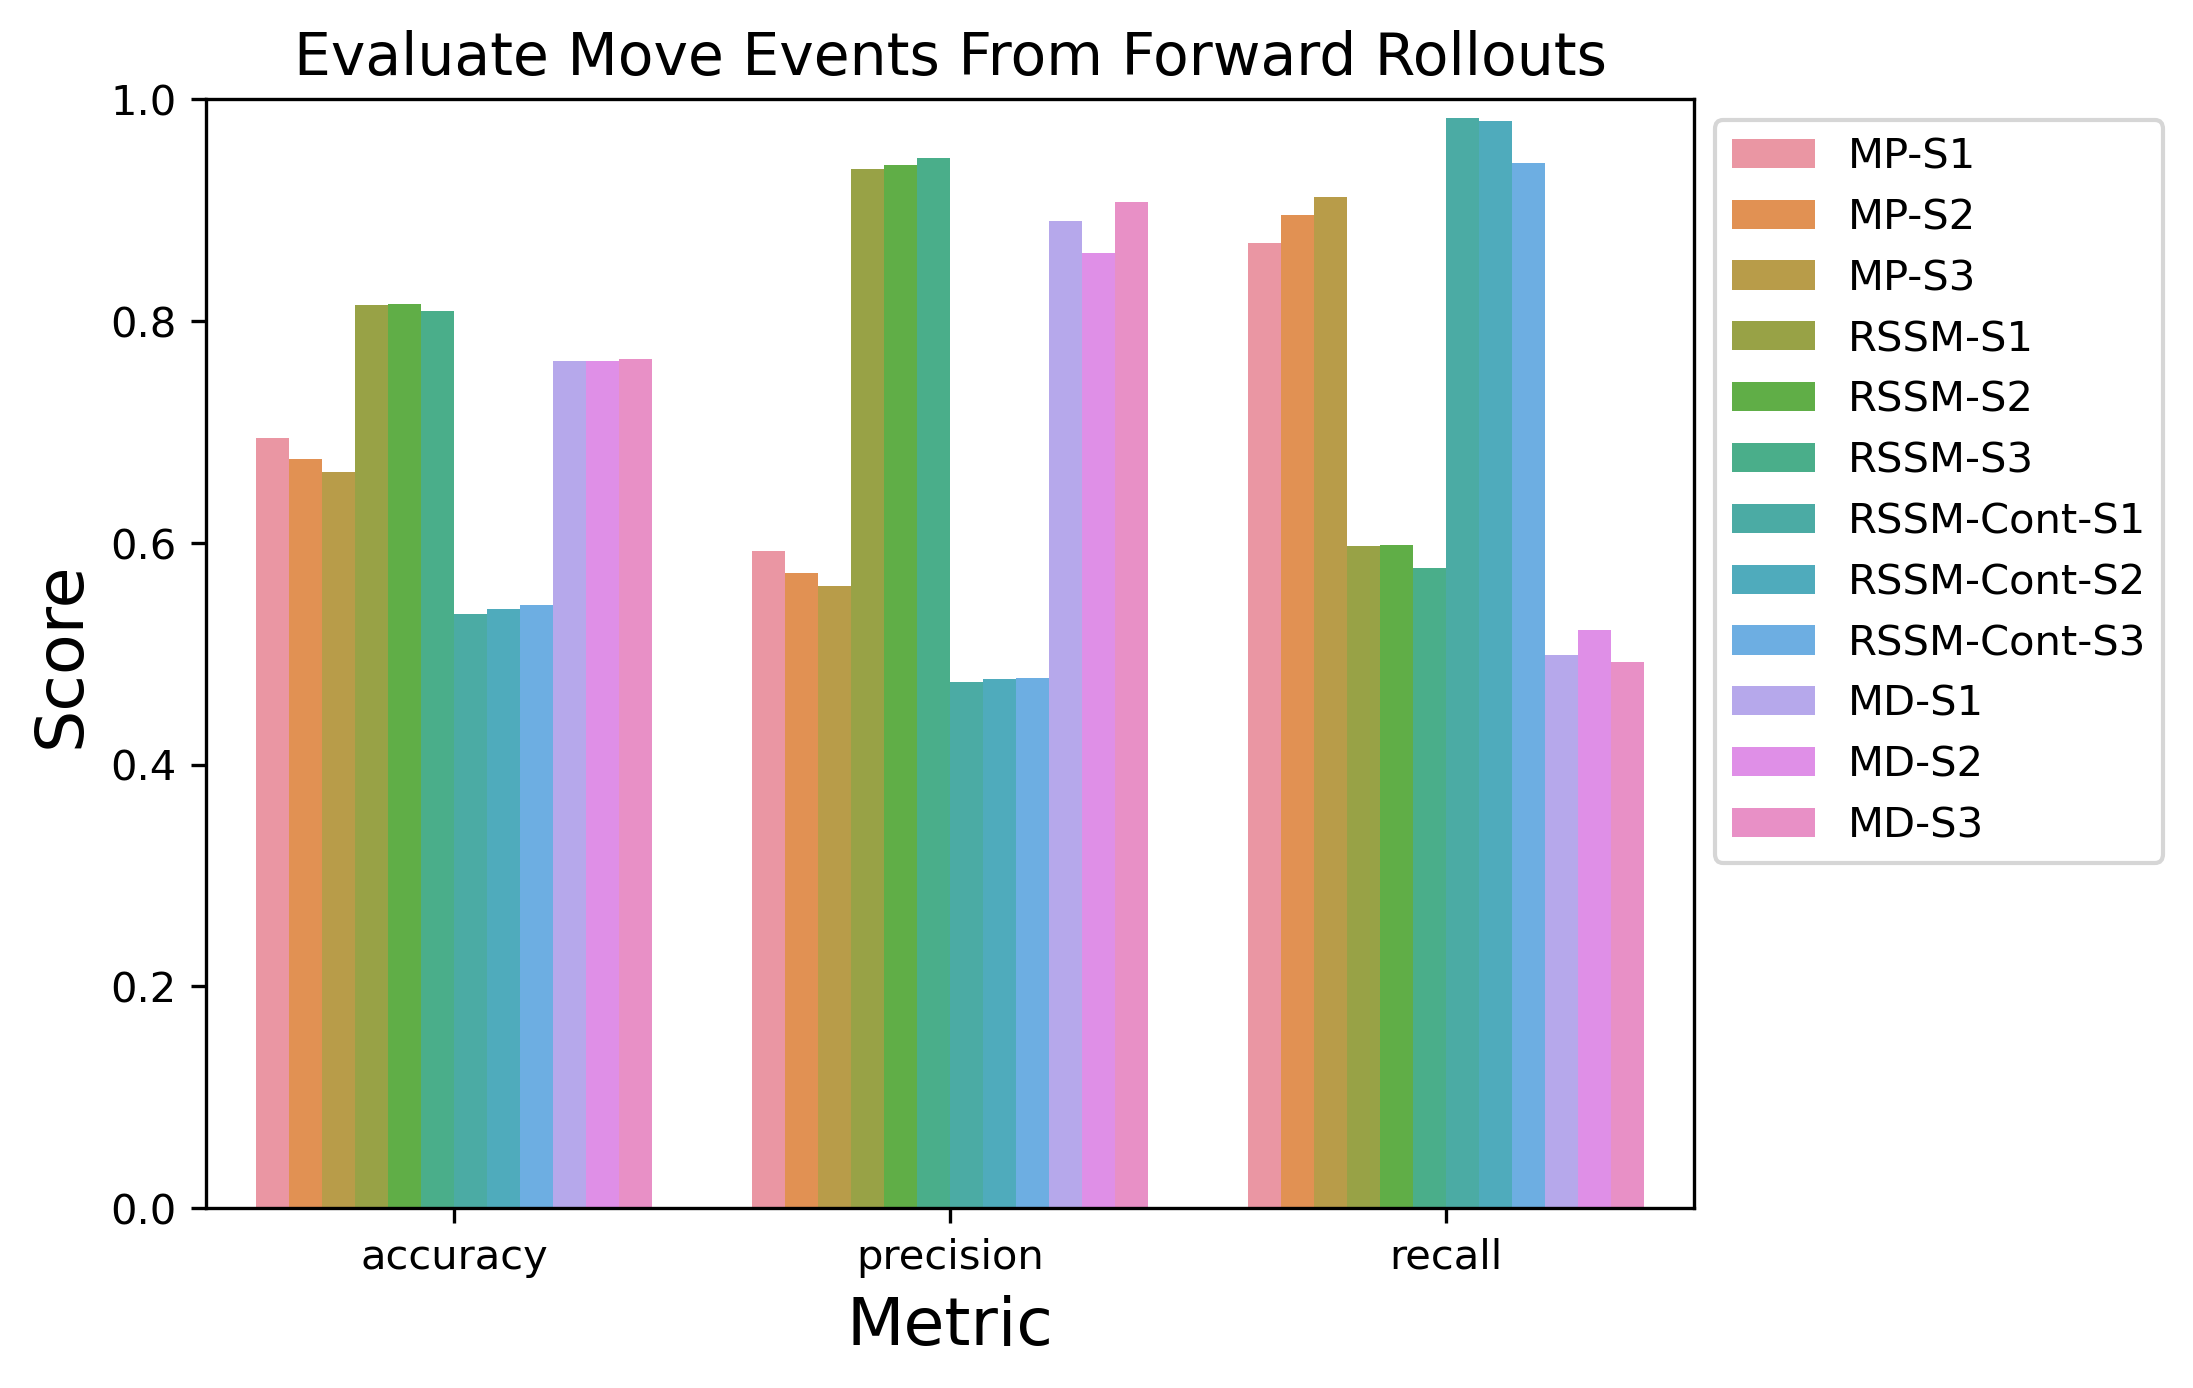 Evaluate Move Events From Forward Rollouts
Score
1.0
0.8
0.6
0.4
0.2
0.0
accuracy
precision
recall
Metric
MP-S1
MP-S2
MP-S3
RSSM-S1
RSSM-S2
RSSM-S3
RSSM-Cont-S1
RSSM-Cont-S2
RSSM-Cont-S3
MD-S1
MD-S2
MD-S3